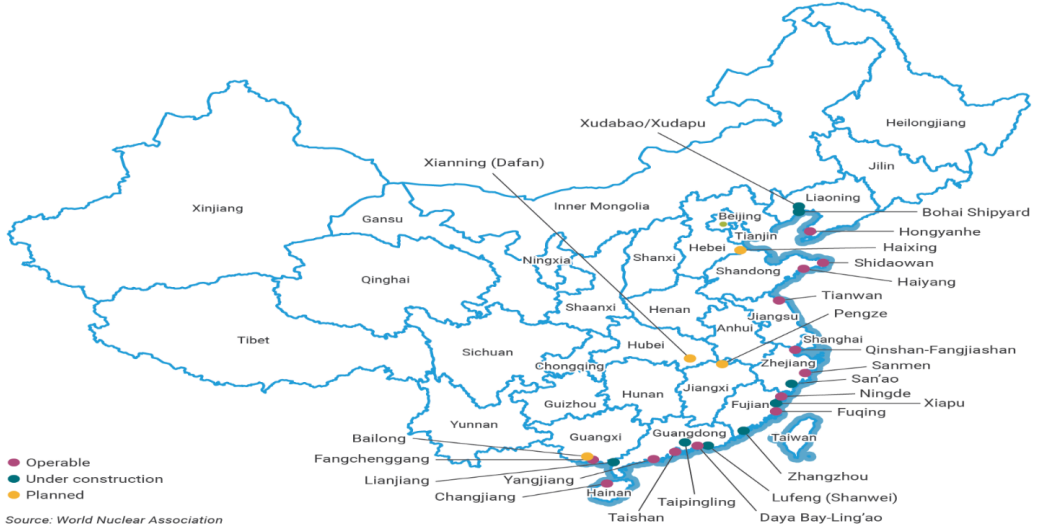 Xudabao/Xudapu
Heilongjiang
Xianning (Dafan)
Jilin
Liaoning
Xinjiang
Inner Mongolia
Gansu
Beijing
Bohai Shipyard
Tianjin
Hongyanhe
Hebei
Haixing
Shanxi
Ningxia
Shidaowan
Shandong
Qinghai
Haiyang
Tianwan
Shaanxi
Henan
Jiangsu
Pengze
Anhui
Tibet
Shanghai
Hubei
Qinshan-Fangjiashan
Sichuan
Zhejiang
Chongqing
Sanmen
San'ao
Jiangxi
Hunan
Ningde
Guizhou
Fujian
Xiapu
Fuqing
Yunnan
Guangdong
Guangxi
Taiwan
Bailong
Fangchenggang
Operable
Zhangzhou
Under construction
Lianjiang
Yangjiang
Planned
Changjiang
Hainan
Lufeng (Shanwei)
Taipingling
Taishan
Daya Bay-Ling'ao
Source: World Nuclear Association